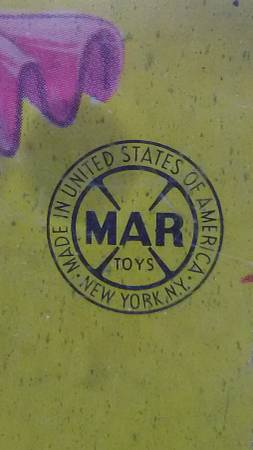 MADE IN UNITED STATES OF AMERICA
MAR
TOYS
NEW YORK, N.Y.